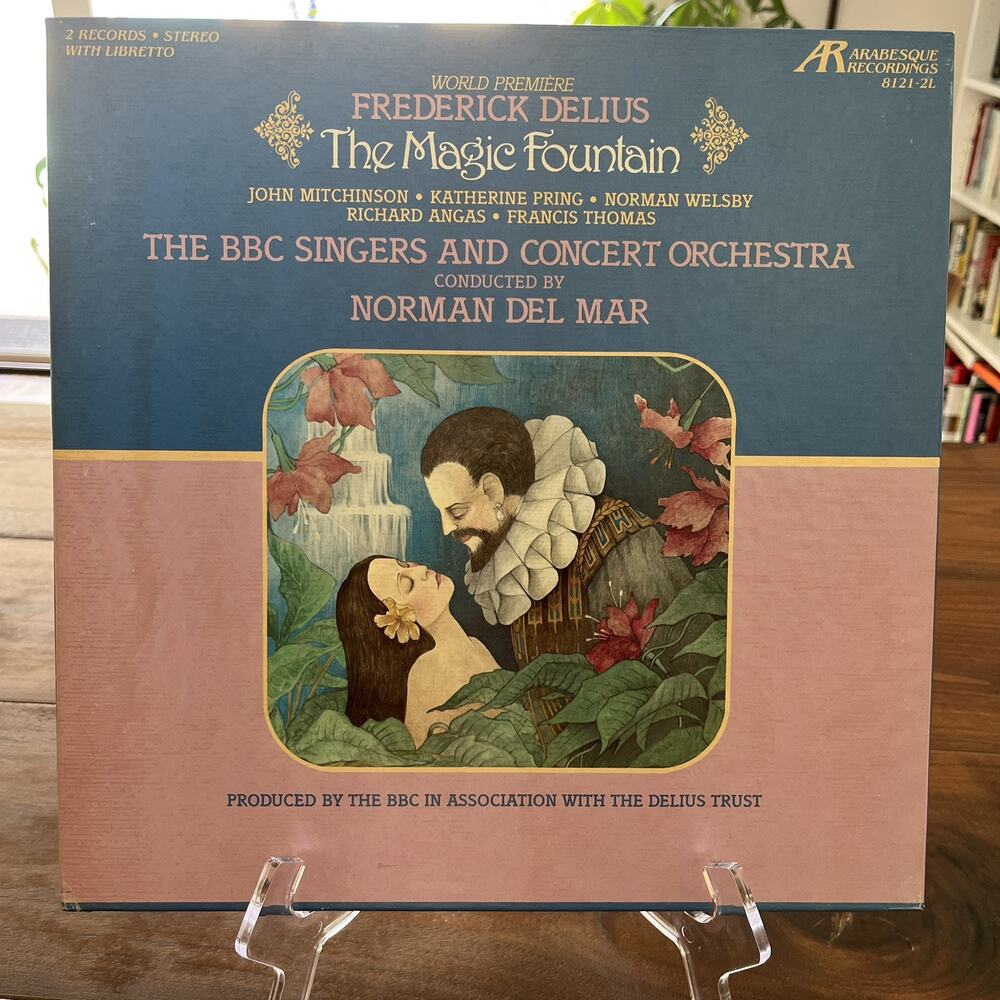 2 RECORDS • STEREO
WITH LIBRETTO
AR ARABESQUE
RECORDINGS
8121-2L
WORLD PREMIÈRE
FREDERICK DELIUS
The Magic Fountain
JOHN MITCHINSON • KATHERINE PRING • NORMAN WELSBY
RICHARD ANGAS • FRANCIS THOMAS
THE BBC SINGERS AND CONCERT ORCHESTRA
CONDUCTED BY
NORMAN DEL MAR
PRODUCED BY THE BBC IN ASSOCIATION WITH THE DELIUS TRUST